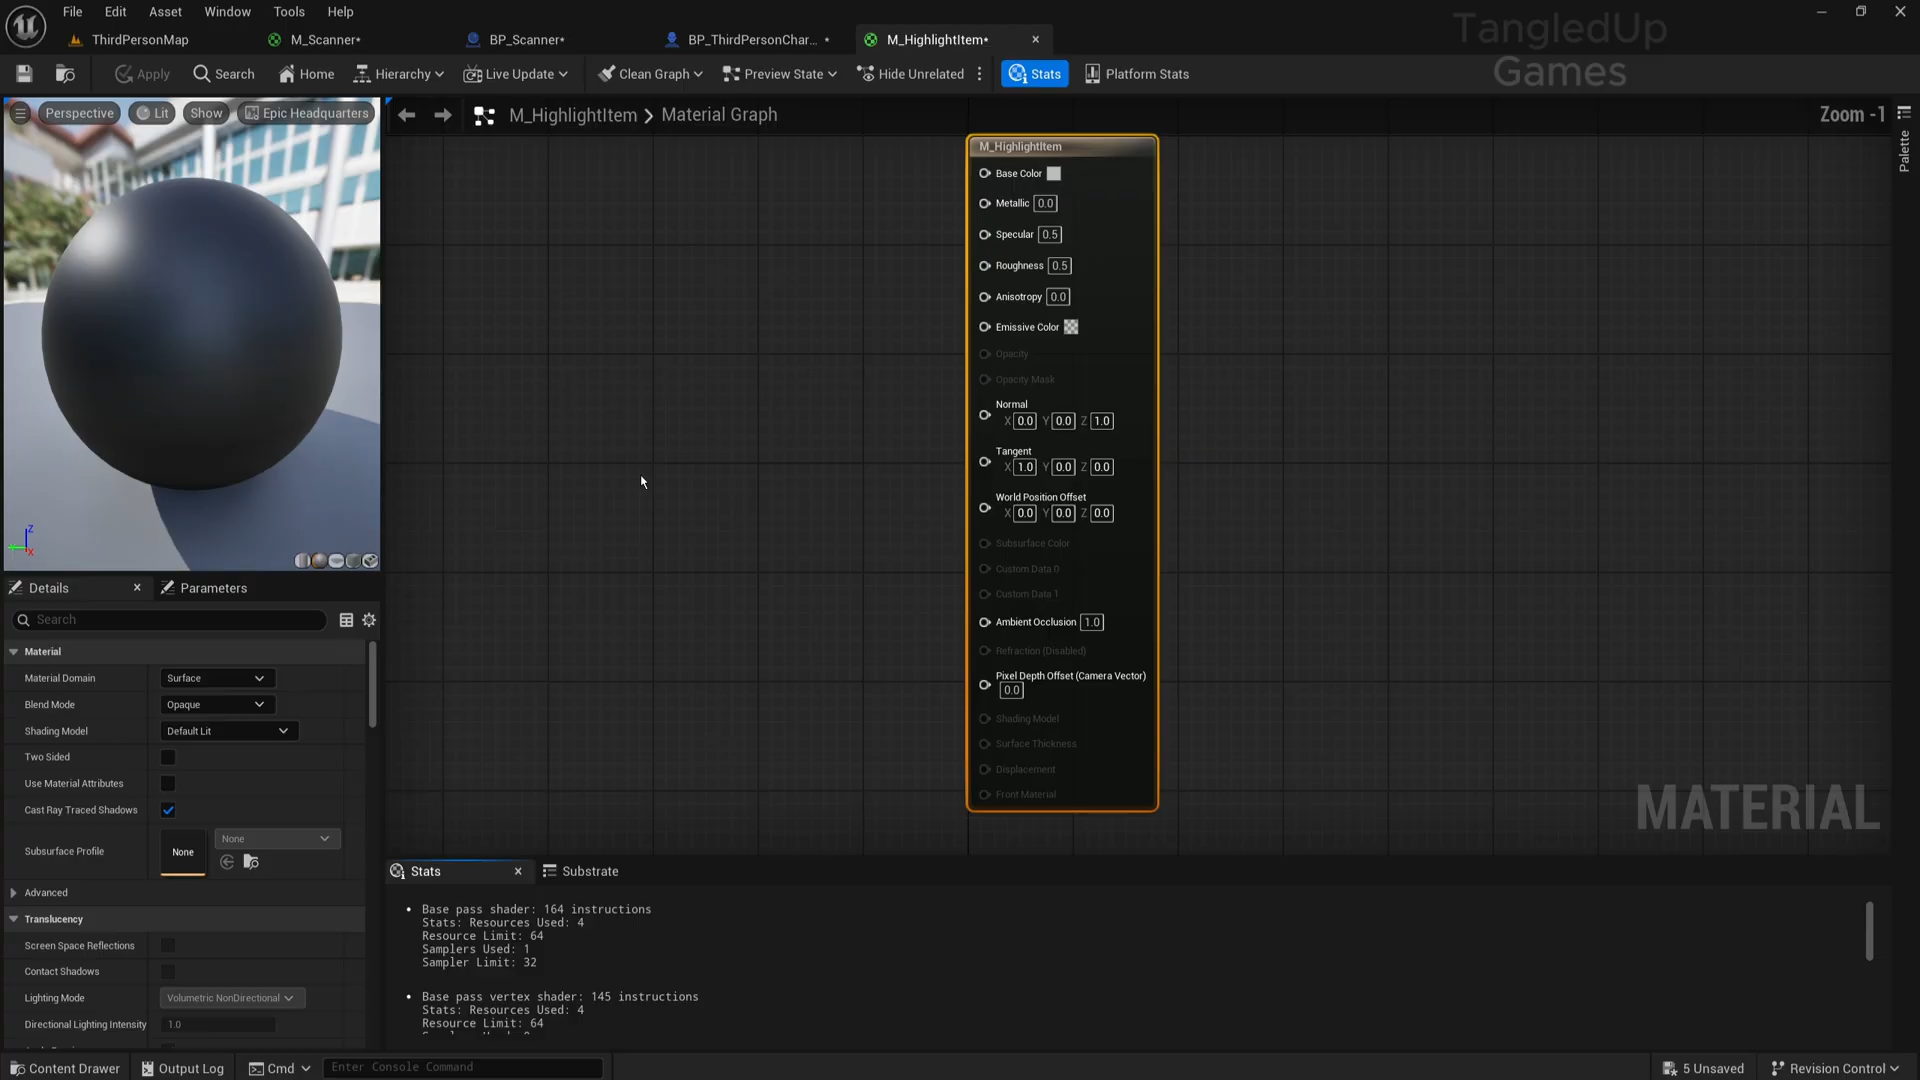 File Edit Asset Window Tools Help
TangledUp
Games
ThirdPersonMap
M_Scanner*
BP_Scanner*
BP_ThirdPersonChar... *
M_HighlightItem*
Apply
Search
Home
Hierarchy
Live Update
Clean Graph
Preview State
Hide Unrelated
Stats
Platform Stats
Perspective
Lit
Show
Epic Headquarters
M_HighlightItem > Material Graph
Zoom -1
Palette
M_HighlightItem
Base Color
Metallic 0.0
Specular 0.5
Roughness 0.5
Anisotropy 0.0
Emissive Color
Opacity
Opacity Mask
Normal
X 0.0 Y 0.0 Z 1.0
Tangent
X 1.0 Y 0.0 Z 0.0
World Position Offset
X 0.0 Y 0.0 Z 0.0
Subsurface Color
Custom Data 0
Custom Data 1
Ambient Occlusion 1.0
Refraction (Disabled)
Pixel Depth Offset (Camera Vector)
0.0
Shading Model
Surface Thickness
Displacement
Front Material
MATERIAL
Z
X
Details
Parameters
Search
Material
Material Domain Surface
Blend Mode Opaque
Shading Model Default Lit
Two Sided
Use Material Attributes
Cast Ray Traced Shadows
Subsurface Profile None None
Advanced
Translucency
Screen Space Reflections
Contact Shadows
Lighting Mode Volumetric NonDirectional
Directional Lighting Intensity 1.0
Stats
Substrate
• Base pass shader: 164 instructions
Stats: Resources Used: 4
Resource Limit: 64
Samplers Used: 1
Sampler Limit: 32
• Base pass vertex shader: 145 instructions
Stats: Resources Used: 4
Resource Limit: 64
Content Drawer
Output Log
Cmd
Enter Console Command
5 Unsaved
Revision Control